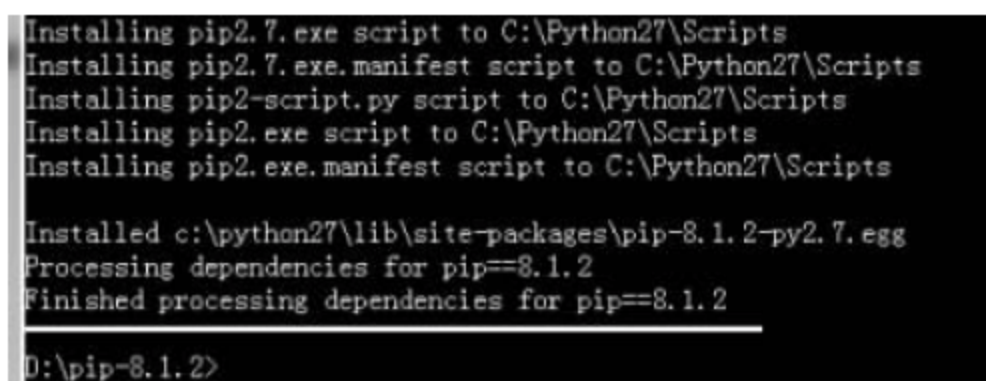 Installing pip2.7.exe script to C:\Python27\Scripts
Installing pip2.7.exe.manifest script to C:\Python27\Scripts
Installing pip2-script.py script to C:\Python27\Scripts
Installing pip2.exe script to C:\Python27\Scripts
Installing pip2.exe.manifest script to C:\Python27\Scripts
Installed c:\python27\lib\site-packages\pip-8.1.2-py2.7.egg
Processing dependencies for pip==8.1.2
Finished processing dependencies for pip==8.1.2
D:\pip-8.1.2>